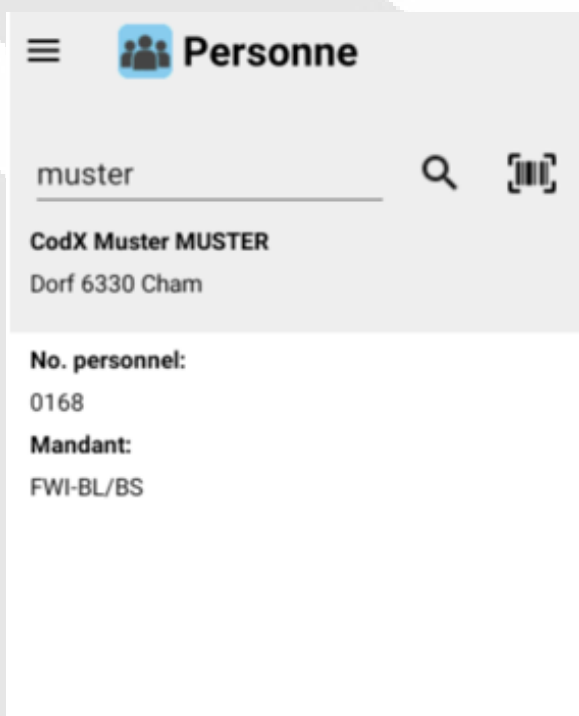 Personne
muster
CodX Muster MUSTER
Dorf 6330 Cham
No. personnel:
0168
Mandant:
FWI-BL/BS